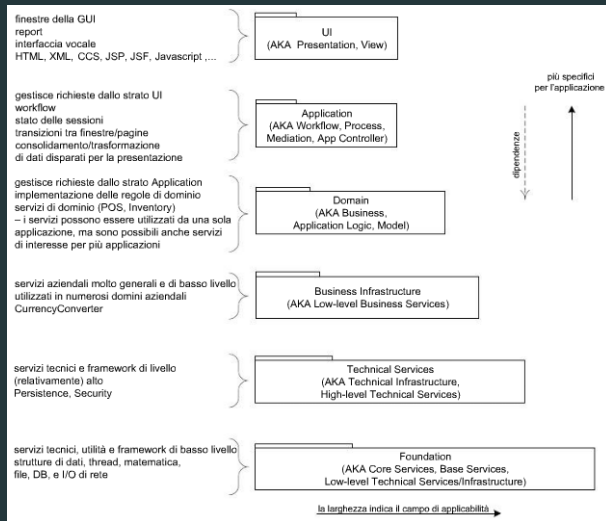 finestre della GUI
report
interfaccia vocale
HTML, XML, CCS, JSP, JSF, Javascript ,...
UI
(AKA Presentation, View)
più specifici
per l'applicazione
dipendenze
gestisce richieste dallo strato UI
workflow
stato delle sessioni
transizioni tra finestre/pagine
consolidamento/trasformazione
di dati disparati per la presentazione
Application
(AKA Workflow, Process,
Mediation, App Controller)
gestisce richieste dallo strato Application
implementazione delle regole di dominio
servizi di dominio (POS, Inventory)
– i servizi possono essere utilizzati da una sola
applicazione, ma sono possibili anche servizi
di interesse per più applicazioni
Domain
(AKA Business,
Application Logic, Model)
servizi aziendali molto generali e di basso livello
utilizzati in numerosi domini aziendali
CurrencyConverter
Business Infrastructure
(AKA Low-level Business Services)
servizi tecnici e framework di livello
(relativamente) alto
Persistence, Security
Technical Services
(AKA Technical Infrastructure,
High-level Technical Services)
servizi tecnici, utilità e framework di basso livello
strutture di dati, thread, matematica,
file, DB, e I/O di rete
Foundation
(AKA Core Services, Base Services,
Low-level Technical Services/Infrastructure)
la larghezza indica il campo di applicabilità